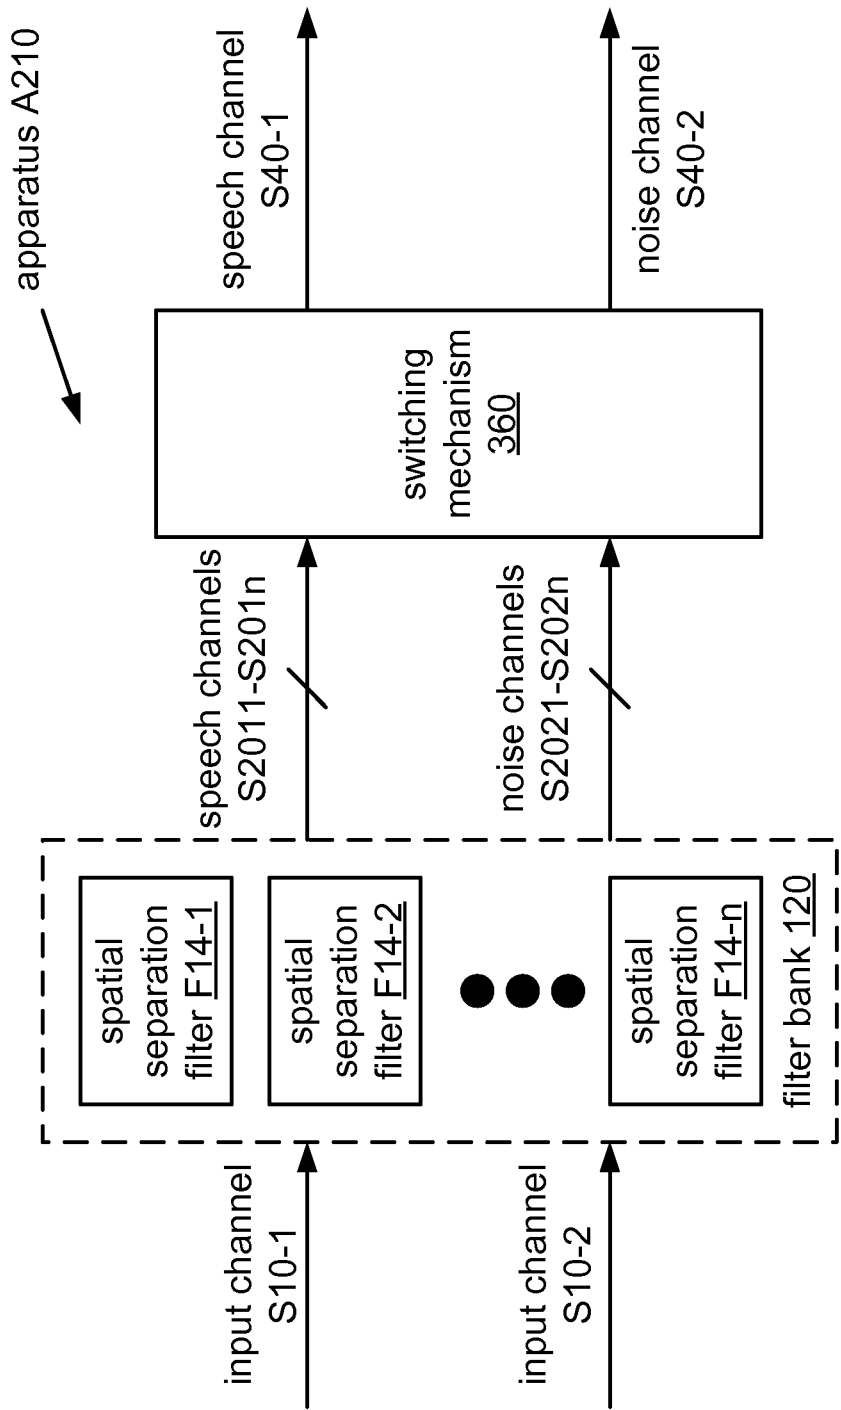 apparatus A210
input channel
S10-1
input channel
S10-2
spatial
separation
filter F14-1
spatial
separation
filter F14-2
spatial
separation
filter F14-n
filter bank 120
speech channels
S2011-S201n
noise channels
S2021-S202n
switching
mechanism
360
speech channel
S40-1
noise channel
S40-2